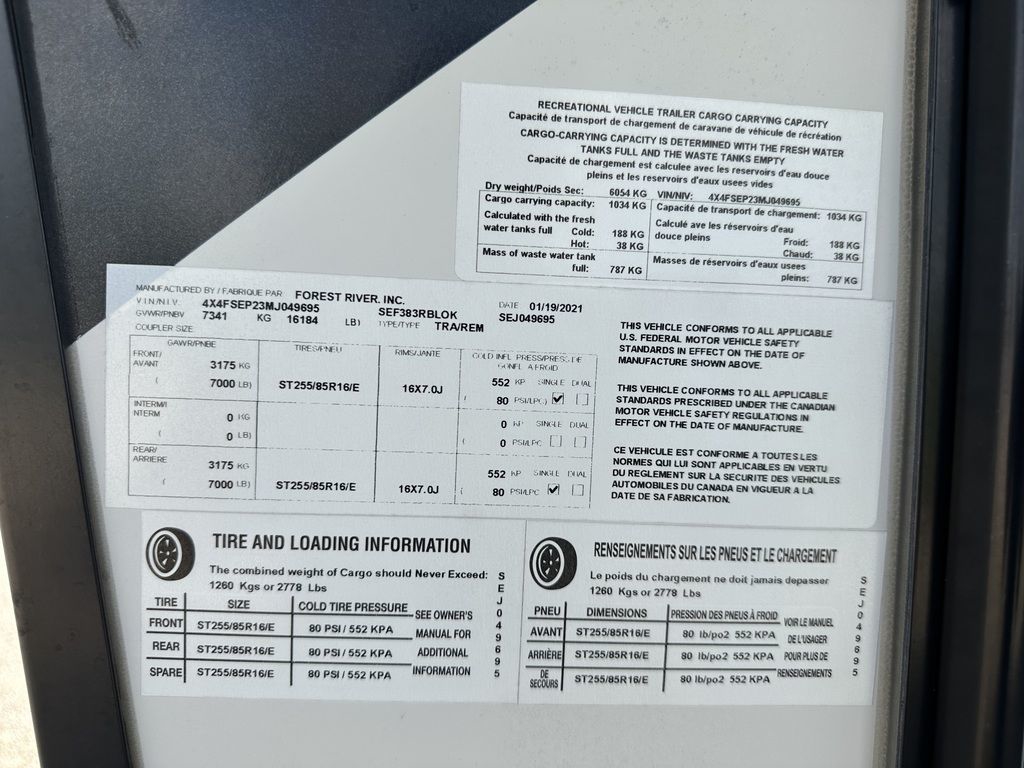 RECREATIONAL VEHICLE TRAILER CARGO CARRYING CAPACITY
Capacité de transport de chargement de caravane de véhicule de récréation
CARGO-CARRYING CAPACITY IS DETERMINED WITH THE FRESH WATER
TANKS FULL AND THE WASTE TANKS EMPTY
Capacité de chargement est calculee avec les reservoirs d'eau douce
pleins et les reservoirs d'eaux usees vides
Dry weight/Poids Sec: 6054 KG VIN/NIV: 4X4FSEP23MJ049695
Cargo carrying capacity: 1034 KG
Calculated with the fresh
water tanks full Cold: 188 KG
Hot: 38 KG
Mass of waste water tank
full: 787 KG
Capacité de transport de chargement: 1034 KG
Calculé ave les réservoirs d'eau
douce pleins Froid: 188 KG
Chaud: 38 KG
Masses de réservoirs d'eaux usees
pleins: 787 KG
MANUFACTURED BY / FABRIQUE PAR FOREST RIVER, INC. DATE 01/19/2021
V.I.N/N.I.V. 4X4FSEP23MJ049695 SEF383RBLOK SEJ049695
GVWR/PNBV 7341 KG 16184 LB) TYPE/TYPE TRA/REM
COUPLER SIZE
GAWR/PNBE TIRES/PNEU RIMS/JANTE COLD INFL PRESS/PRESS DE
GONFL A FROID
FRONT/
AVANT 3175 KG 552 KP SINGLE DUAL
( 7000 LB) ST255/85R16/E 16X7.0J ( 80 PSI/LPC)
INTERM/I
NTERM 0 KG 0 KP SINGLE DUAL
( 0 LB) ( 0 PSI/LPC
REAR/
ARRIERE 3175 KG 552 KP SINGLE DUAL
( 7000 LB) ST255/85R16/E 16X7.0J ( 80 PSI/LPC
THIS VEHICLE CONFORMS TO ALL APPLICABLE
U.S. FEDERAL MOTOR VEHICLE SAFETY
STANDARDS IN EFFECT ON THE DATE OF
MANUFACTURE SHOWN ABOVE.
THIS VEHICLE CONFORMS TO ALL APPLICABLE
STANDARDS PRESCRIBED UNDER THE CANADIAN
MOTOR VEHICLE SAFETY REGULATIONS IN
EFFECT ON THE DATE OF MANUFACTURE.
CE VEHICULE EST CONFORME A TOUTES LES
NORMES QUI LUI SONT APPLICABLES EN VERTU
DU REGLEMENT SUR LA SECURITE DES VEHICULES
AUTOMOBILES DU CANADA EN VIGUEUR A LA
DATE DE SA FABRICATION.
TIRE AND LOADING INFORMATION
The combined weight of Cargo should Never Exceed:
1260 Kgs or 2778 Lbs
TIRE SIZE COLD TIRE PRESSURE
FRONT ST255/85R16/E 80 PSI / 552 KPA
REAR ST255/85R16/E 80 PSI / 552 KPA
SPARE ST255/85R16/E 80 PSI / 552 KPA
SEE OWNER'S
MANUAL FOR
ADDITIONAL
INFORMATION
SEJ049695
RENSEIGNEMENTS SUR LES PNEUS ET LE CHARGEMENT
Le poids du chargement ne doit jamais depasser
1260 Kgs or 2778 Lbs
PNEU DIMENSIONS PRESSION DES PNEUS À FROID
AVANT ST255/85R16/E 80 lb/po2 552 KPA
ARRIÈRE ST255/85R16/E 80 lb/po2 552 KPA
DE
SECOURS ST255/85R16/E 80 lb/po2 552 KPA
VOIR LE MANUEL
DE L'USAGER
POUR PLUS DE
RENSEIGNEMENTS
SEJ049695